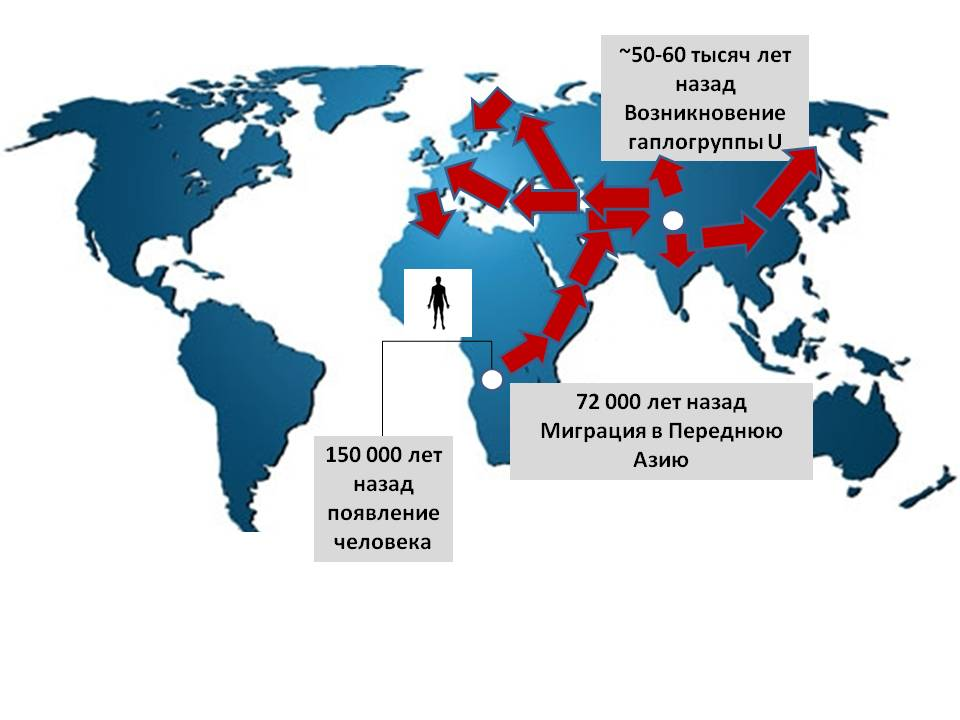 ~50-60 тысяч лет
назад
Возникновение
гаплогруппы U
72 000 лет назад
Миграция в Переднюю
Азию
150 000 лет
назад
появление
человека